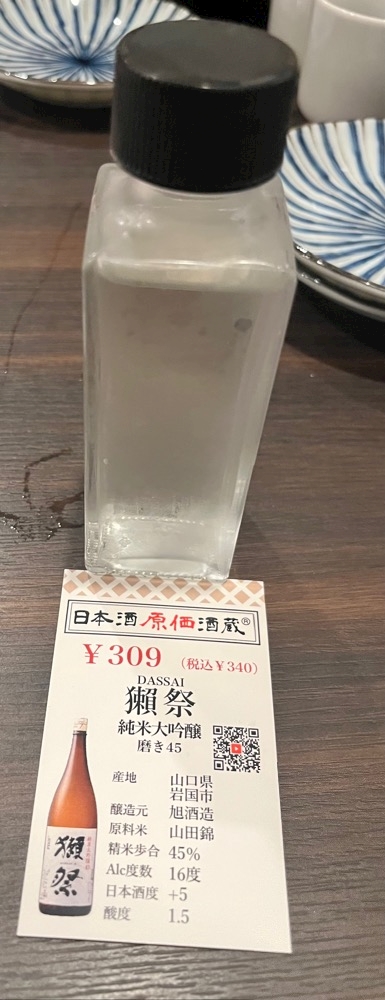 日本酒原価酒蔵®
￥309 (税込￥340)
DASSAI
獺祭
純米大吟醸
磨き45
産地 山口県
岩国市
醸造元 旭酒造
原料米 山田錦
精米歩合 45%
Alc度数 16度
日本酒度 +5
酸度 1.5
獺祭